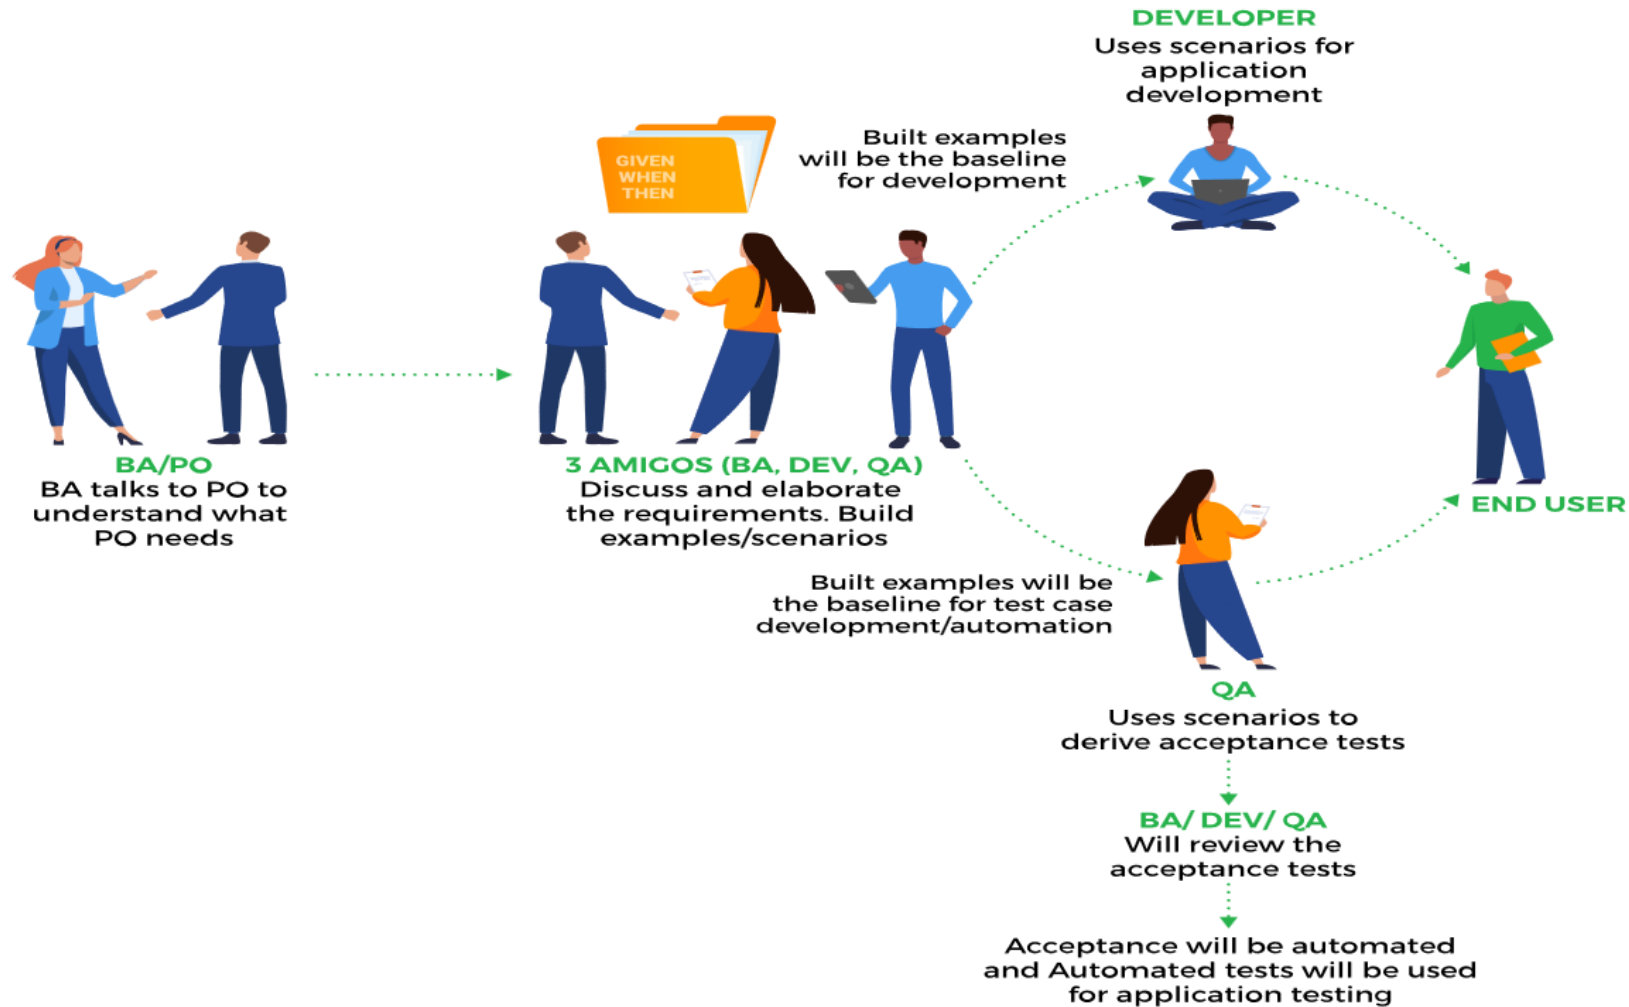 DEVELOPER
Uses scenarios for
application
development
GIVEN
WHEN
THEN
Built examples
will be the baseline
for development
BA/PO
BA talks to PO to
understand what
PO needs
3 AMIGOS (BA, DEV, QA)
Discuss and elaborate
the requirements. Build
examples/scenarios
END USER
Built examples will be
the baseline for test case
development/automation
QA
Uses scenarios to
derive acceptance tests
BA/ DEV/ QA
Will review the
acceptance tests
Acceptance will be automated
and Automated tests will be used
for application testing